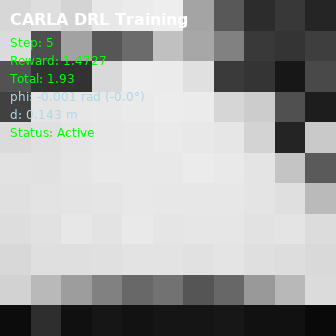 CARLA DRL Training
Step: 5
Reward: 1.4727
Total: 1.93
phi: -0.001 rad (-0.0°)
d: 0.143 m
Status: Active